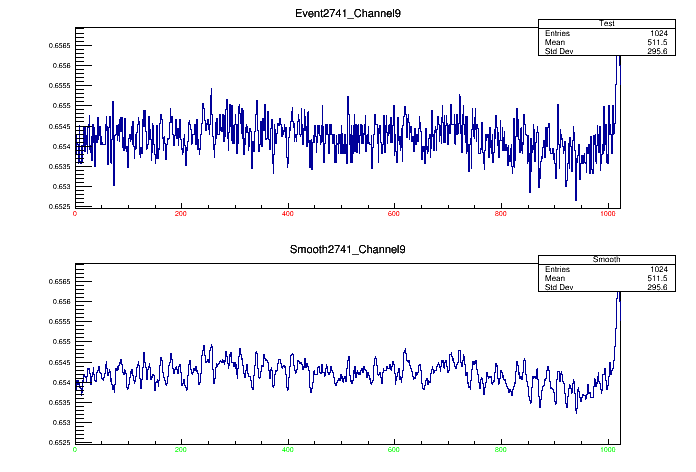 Event2741_Channel9
Test
Entries 1024
Mean 511.5
Std Dev 295.6
0.6565
0.656
0.6555
0.655
0.6545
0.654
0.6535
0.653
0.6525
0 200 400 600 800 1000
Smooth2741_Channel9
Smooth
Entries 1024
Mean 511.5
Std Dev 295.6
0.6565
0.656
0.6555
0.655
0.6545
0.654
0.6535
0.653
0.6525
0 200 400 600 800 1000